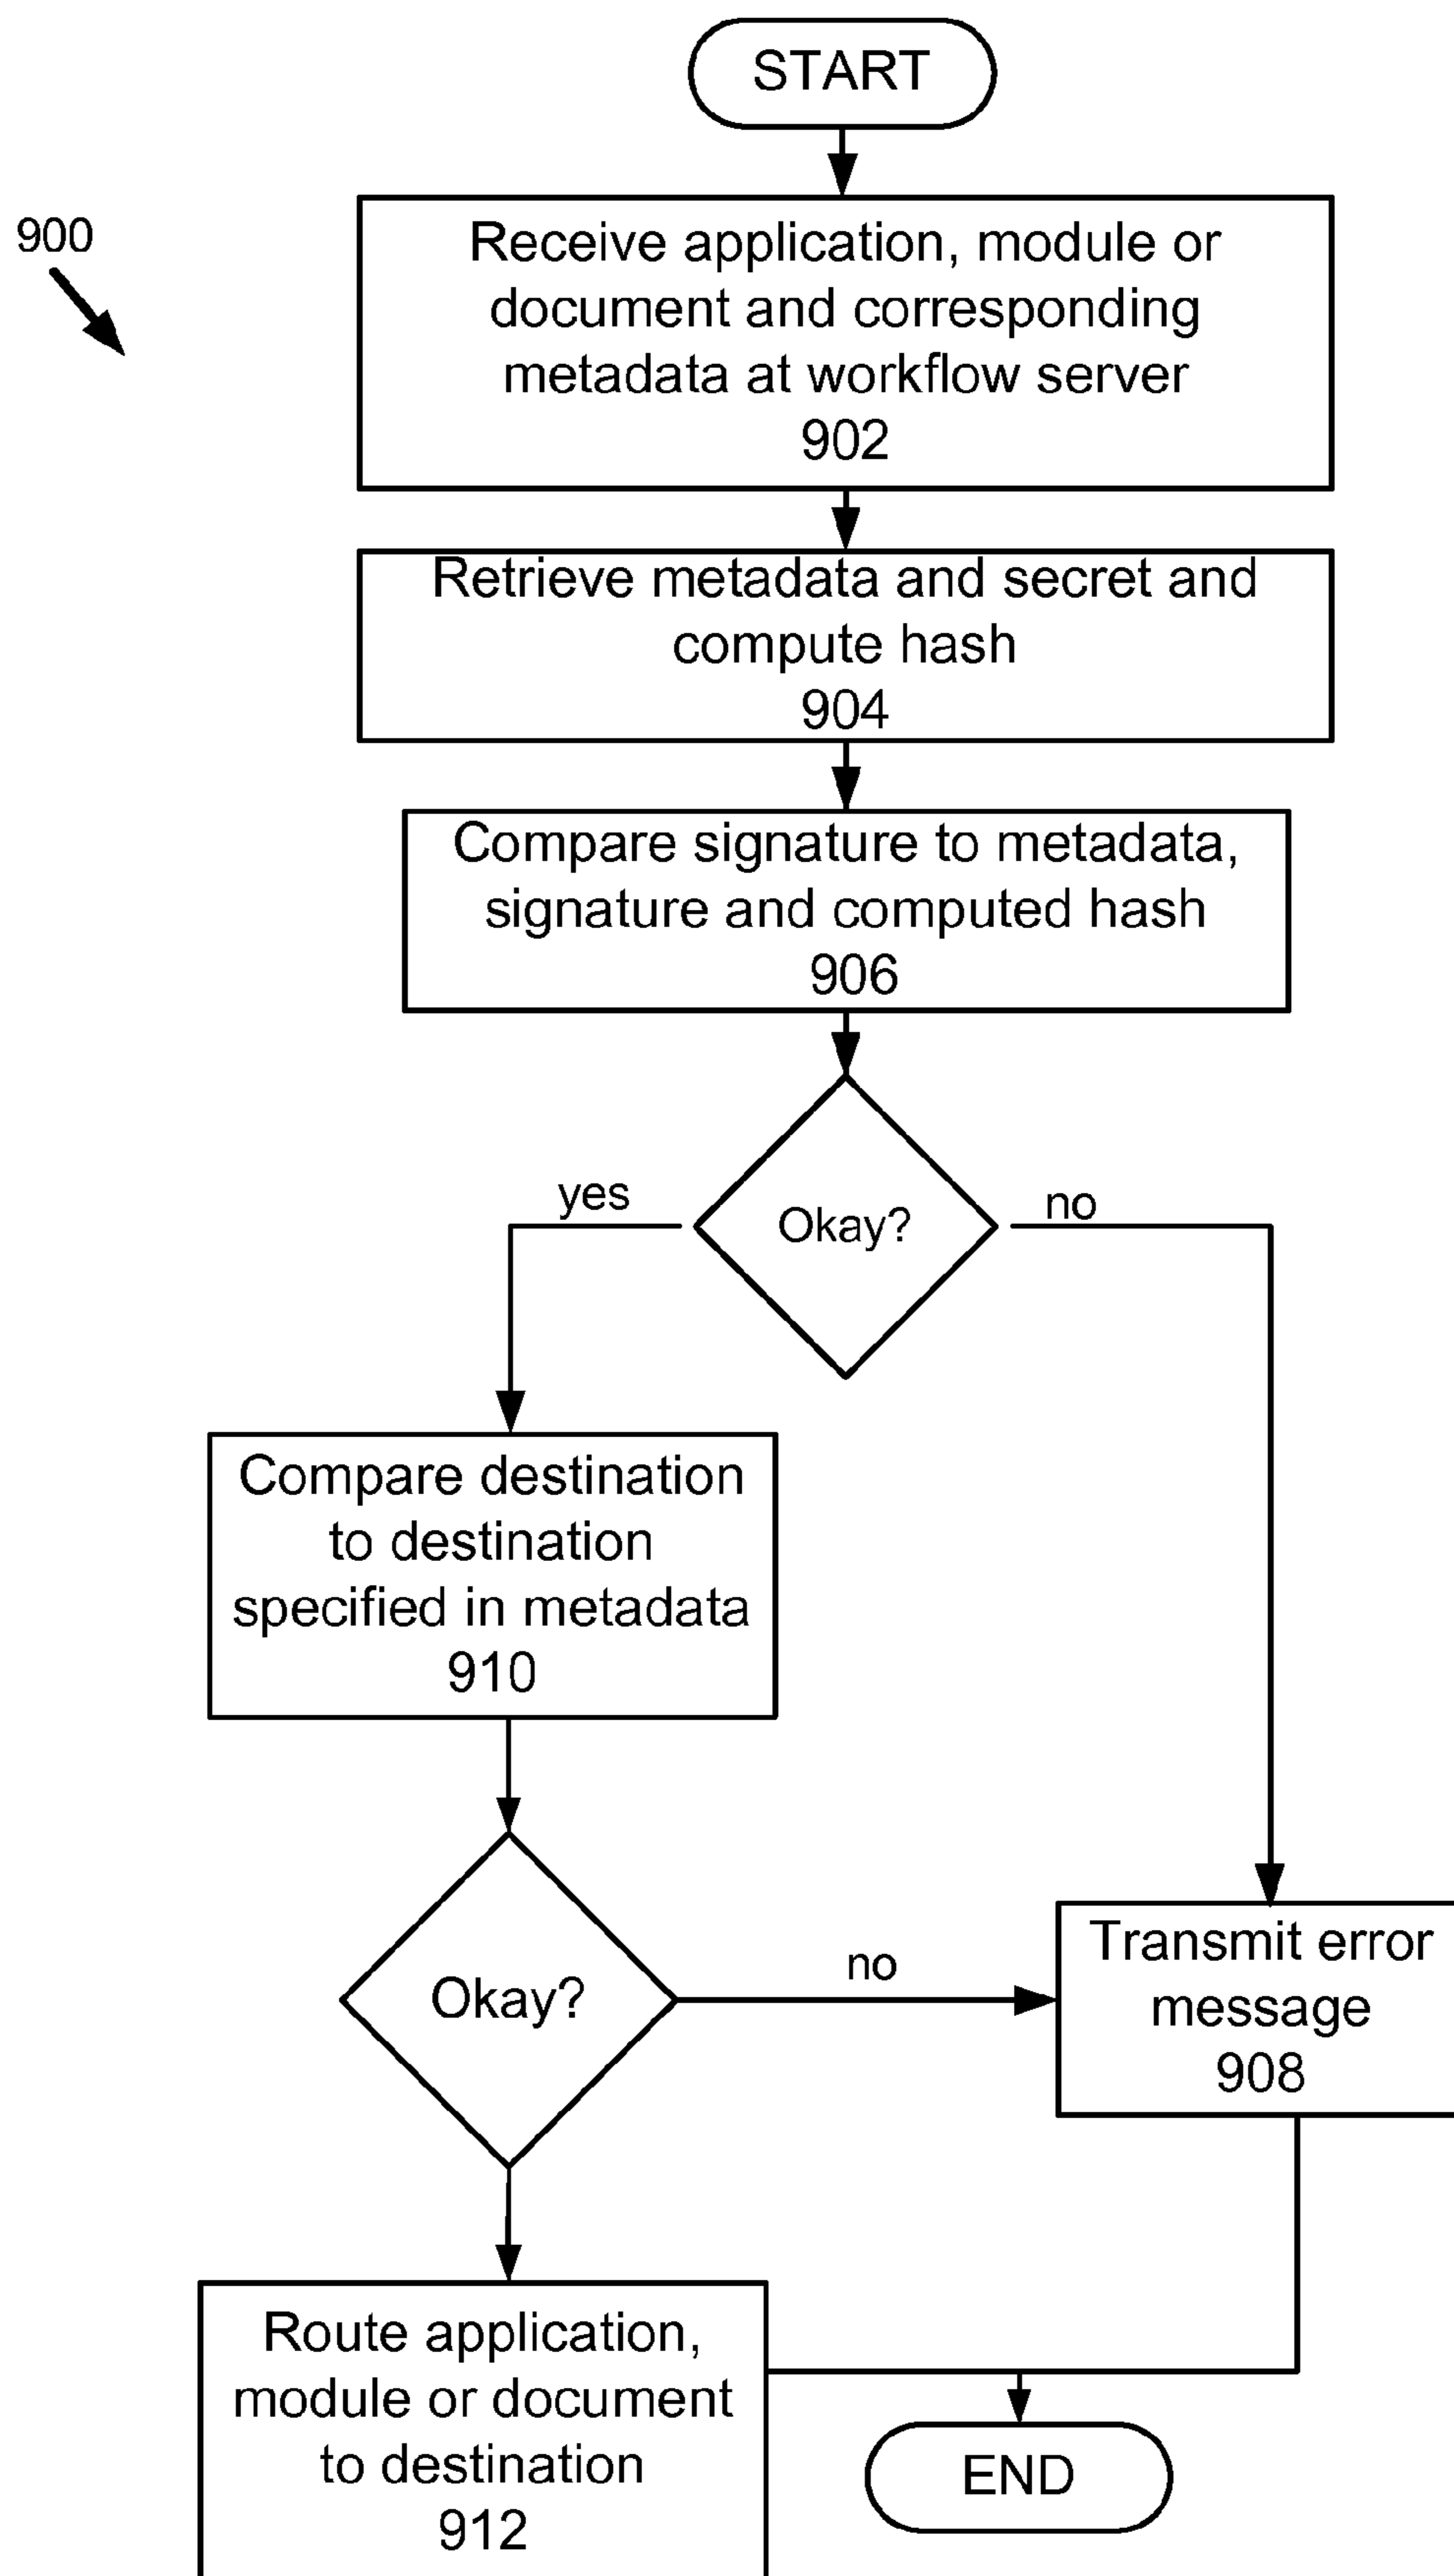 START
900
Receive application, module or
document and corresponding
metadata at workflow server
902
Retrieve metadata and secret and
compute hash
904
Compare signature to metadata,
signature and computed hash
906
yes
Okay?
no
Compare destination
to destination
specified in metadata
910
Okay?
no
Transmit error
message
908
Route application,
module or document
to destination
912
END